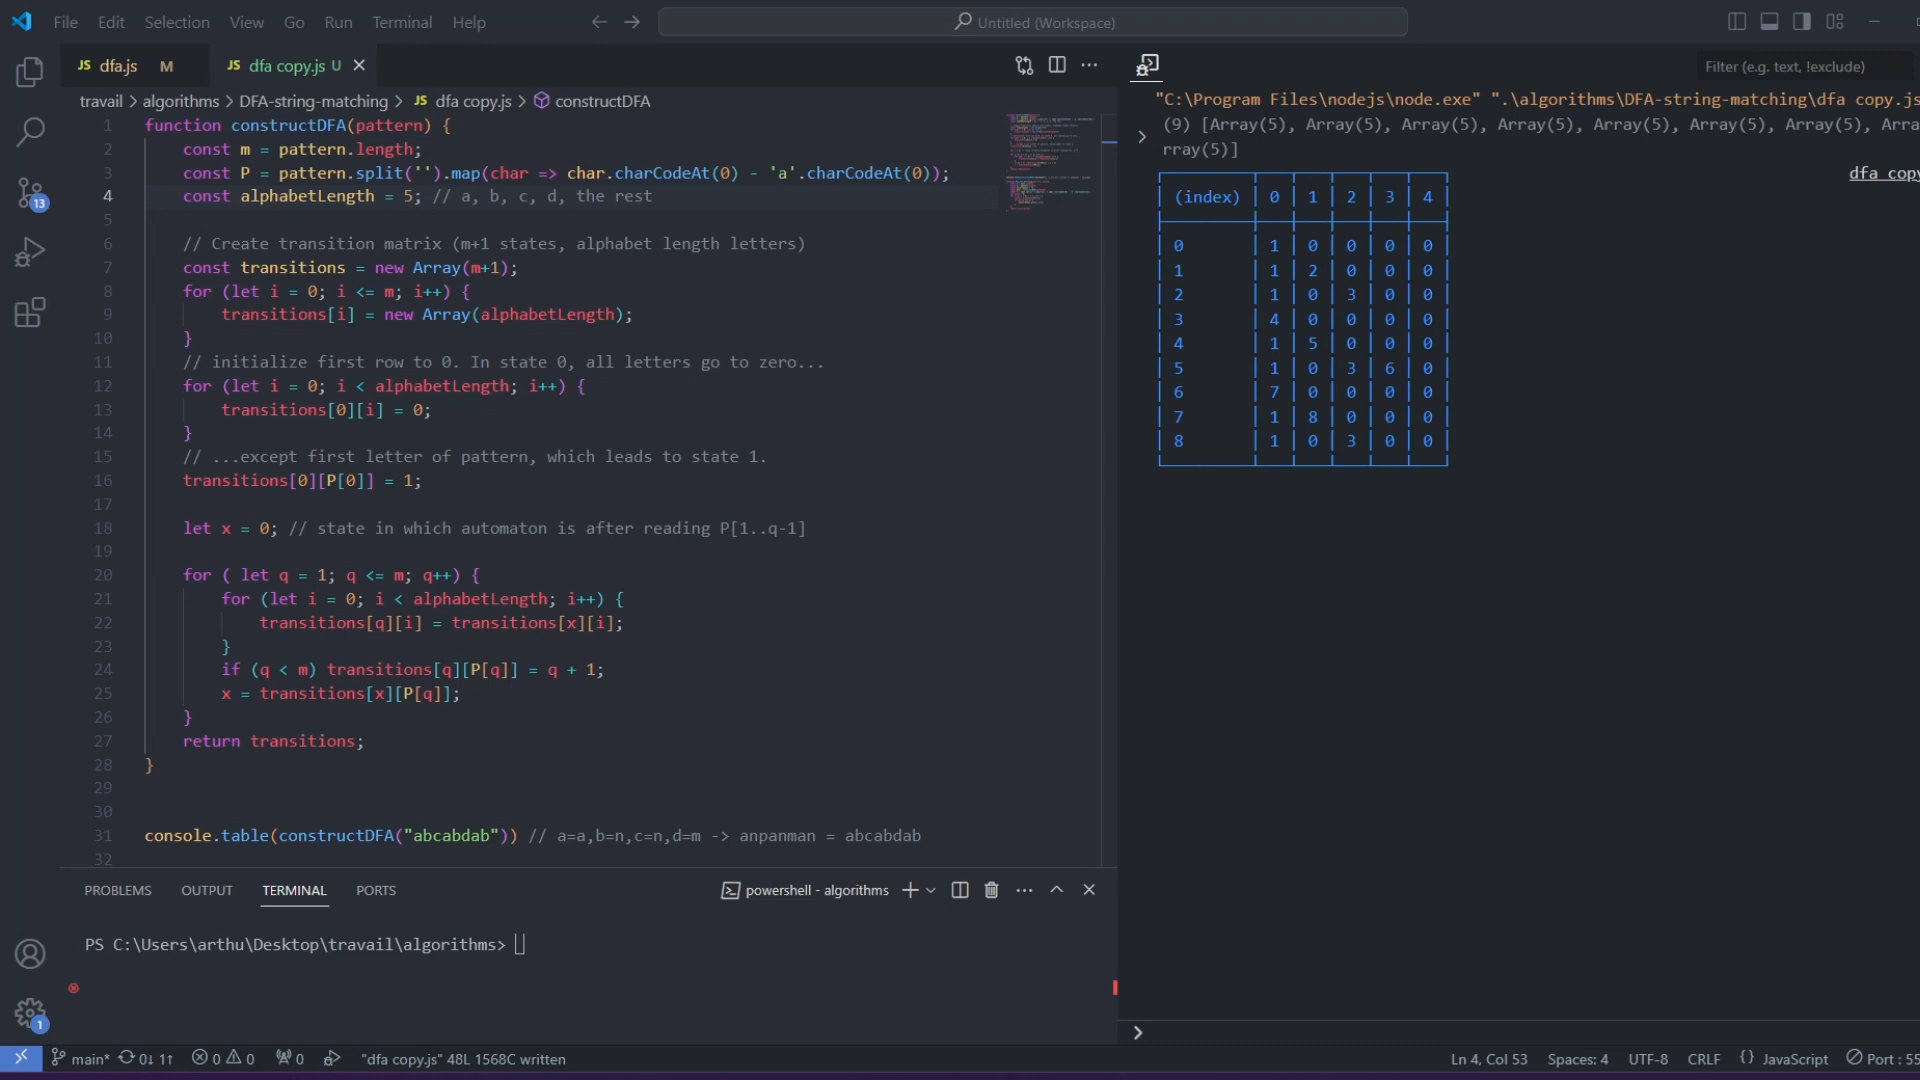 File Edit Selection View Go Run Terminal Help
Untitled (Workspace)
JS dfa.js M
JS dfa copy.js U
travail > algorithms > DFA-string-matching > JS dfa copy.js > constructDFA
1 function constructDFA(pattern) {
2 const m = pattern.length;
3 const P = pattern.split('').map(char => char.charCodeAt(0) - 'a'.charCodeAt(0));
4 const alphabetLength = 5; // a, b, c, d, the rest
5
6 // Create transition matrix (m+1 states, alphabet length letters)
7 const transitions = new Array(m+1);
8 for (let i = 0; i <= m; i++) {
9 transitions[i] = new Array(alphabetLength);
10 }
11 // initialize first row to 0. In state 0, all letters go to zero...
12 for (let i = 0; i < alphabetLength; i++) {
13 transitions[0][i] = 0;
14 }
15 // ...except first letter of pattern, which leads to state 1.
16 transitions[0][P[0]] = 1;
17
18 let x = 0; // state in which automaton is after reading P[1..q-1]
19
20 for ( let q = 1; q <= m; q++) {
21 for (let i = 0; i < alphabetLength; i++) {
22 transitions[q][i] = transitions[x][i];
23 }
24 if (q < m) transitions[q][P[q]] = q + 1;
25 x = transitions[x][P[q]];
26 }
27 return transitions;
28 }
29
30
31 console.table(constructDFA("abcabdab")) // a=a,b=n,c=n,d=m -> anpanman = abcabdab
32
Filter (e.g. text, !exclude)
"C:\Program Files\nodejs\node.exe" ".\algorithms\DFA-string-matching\dfa copy.js
(9) [Array(5), Array(5), Array(5), Array(5), Array(5), Array(5), Array(5), Arra
rray(5)]
dfa copy
(index) 0 1 2 3 4
0 1 0 0 0 0
1 1 2 0 0 0
2 1 0 3 0 0
3 4 0 0 0 0
4 1 5 0 0 0
5 1 0 3 6 0
6 7 0 0 0 0
7 1 8 0 0 0
8 1 0 3 0 0
PROBLEMS OUTPUT TERMINAL PORTS
powershell - algorithms
PS C:\Users\arthu\Desktop\travail\algorithms>
13
1
main* 0↓ 1↑ 0 0 0 "dfa copy.js" 48L 1568C written
Ln 4, Col 53 Spaces: 4 UTF-8 CRLF {} JavaScript Port : 55